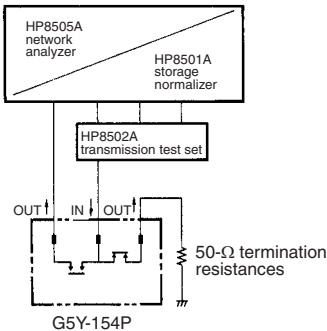 HP8505A
network
analyzer
HP8501A
storage
normalizer
HP8502A
transmission test set
OUT IN OUT
50-Ω termination
resistances
G5Y-154P